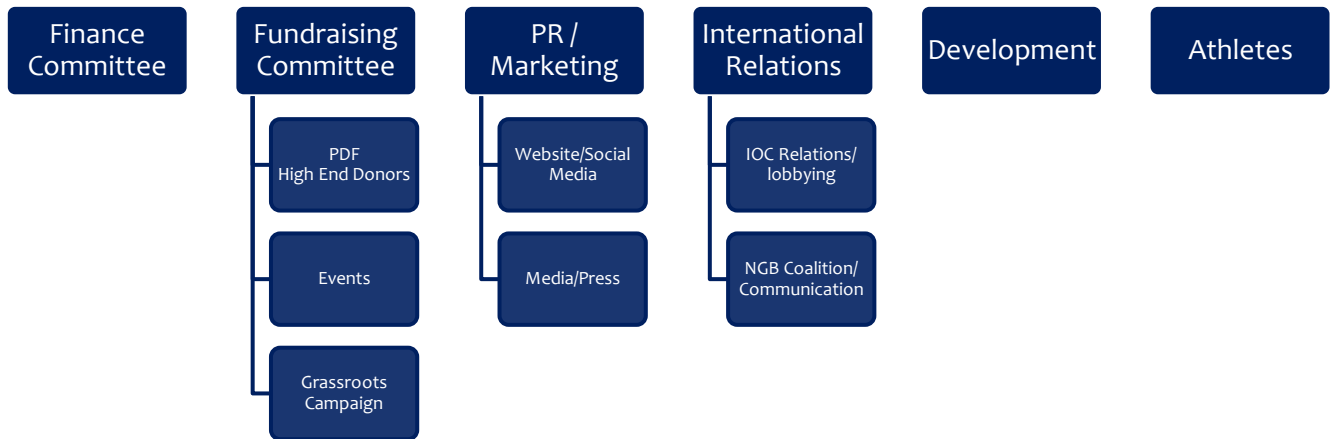 Finance
Committee
Fundraising
Committee
PDF
High End Donors
Events
Grassroots
Campaign
PR /
Marketing
Website/Social
Media
Media/Press
International
Relations
IOC Relations/
lobbying
NGB Coalition/
Communication
Development
Athletes